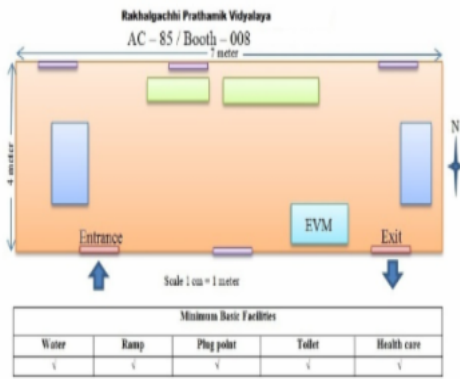 Rakhalgachhi Prathamik Vidyalaya
AC – 85 / Booth – 008
7 meter
4 meter
N
EVM
Entrance
Exit
Scale 1 cm = 1 meter
Minimum Basic Facilities
Water Ramp Plug point Toilet Health care
√ √ √ √ √